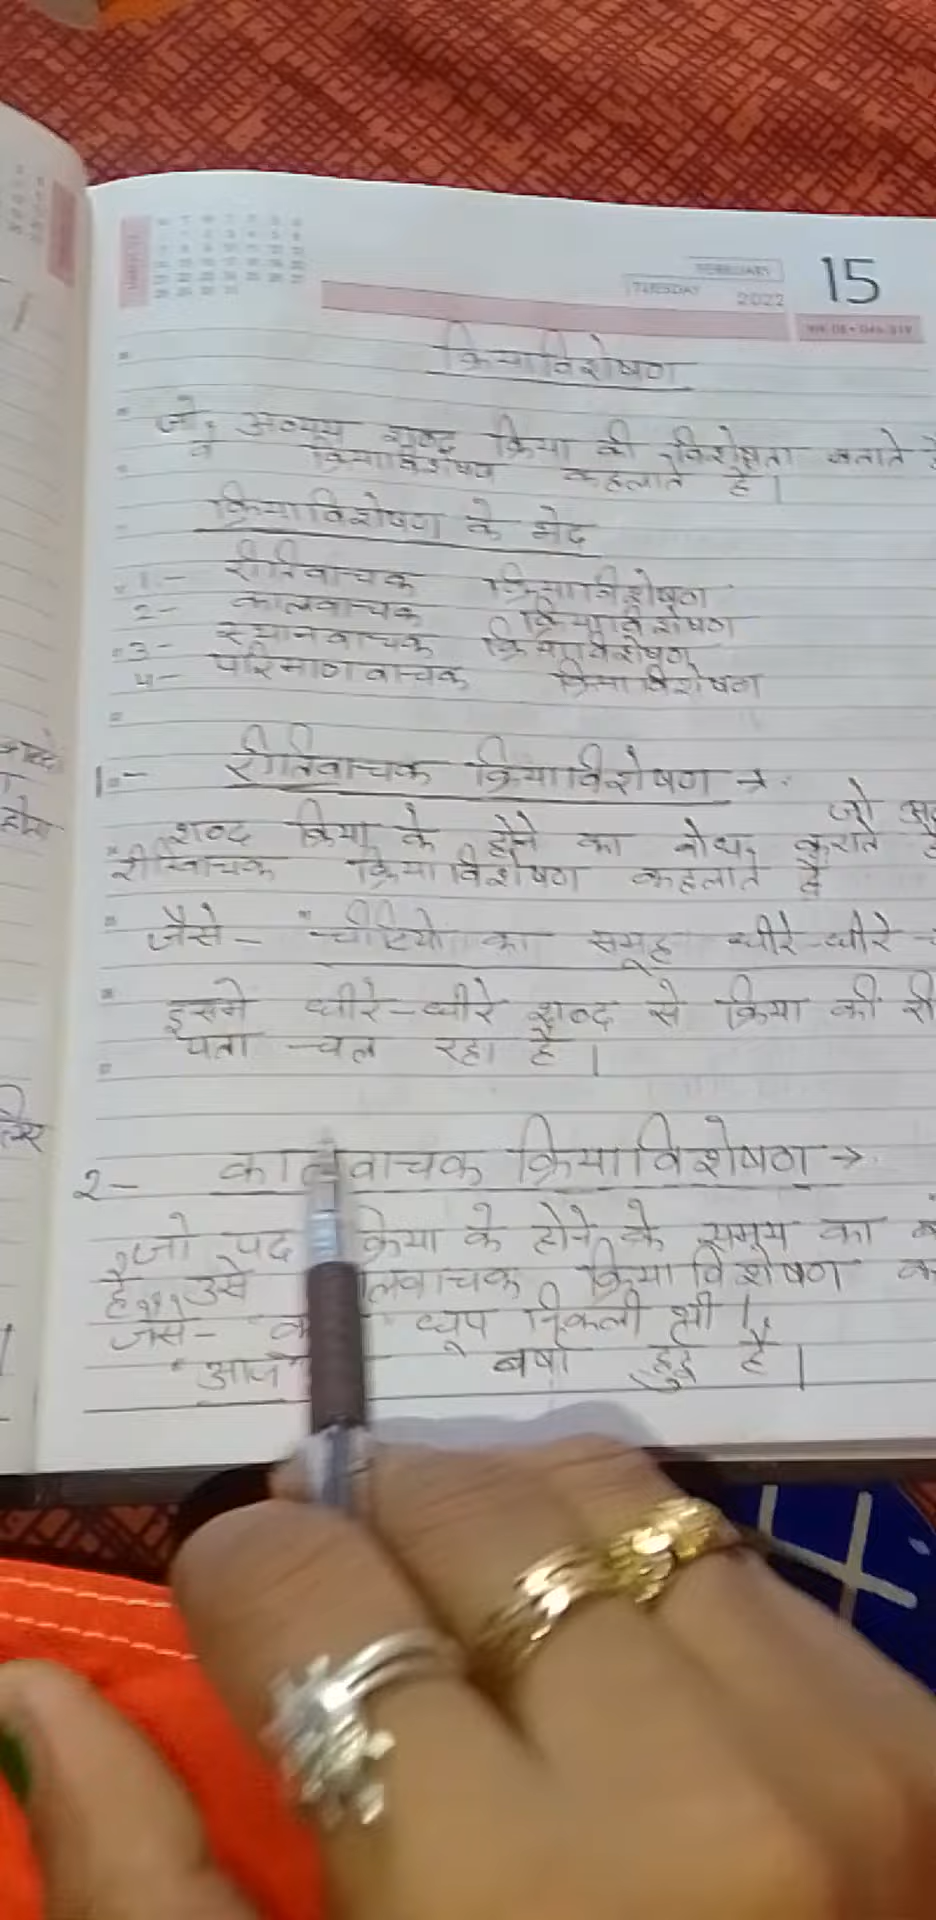 FEBRUARY
TUESDAY 2022 15
क्रियाविशेषण
जो अव्यय शब्द क्रिया की विशेषता बताते
वे क्रियाविशेषण कहलाते है।
क्रियाविशेषण के भेद
1.- रीतिवाचक क्रियाविशेषण
2- कालवाचक क्रियाविशेषण
3- स्थानवाचक क्रियाविशेषण
4- परिमाणवाचक क्रियाविशेषण
1.- रीतिवाचक क्रियाविशेषण →
जो
शब्द क्रिया के होने का बोध कराते
रीतिवाचक क्रियाविशेषण कहलाते है
जैसे- "चीटियो का समूह धीरे-धीरे
इसमे धीरे-धीरे शब्द से क्रिया की
पता चल रहा है।
2- कालवाचक क्रियाविशेषण →
जो पद क्रिया के होने के समय का
है, उसे क्रियाविशेषण
जैसे- धूप निकली थी।
आज बर्षा हुई है।